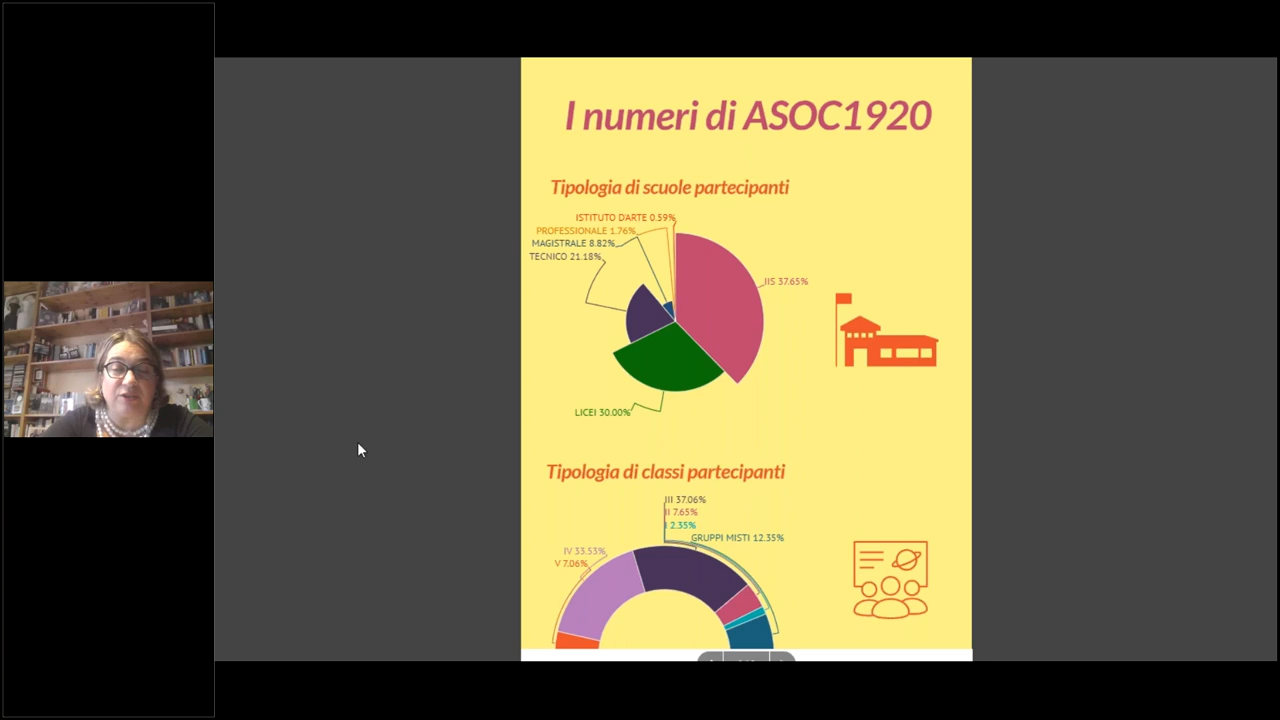 I numeri di ASOC1920
Tipologia di scuole partecipanti
ISTITUTO D'ARTE 0.59%
PROFESSIONALE 1.76%
MAGISTRALE 8.82%
TECNICO 21.18%
IIS 37.65%
LICEI 30.00%
Tipologia di classi partecipanti
III 37.06%
II 7.65%
I 2.35%
GRUPPI MISTI 12.35%
IV 33.53%
V 7.06%